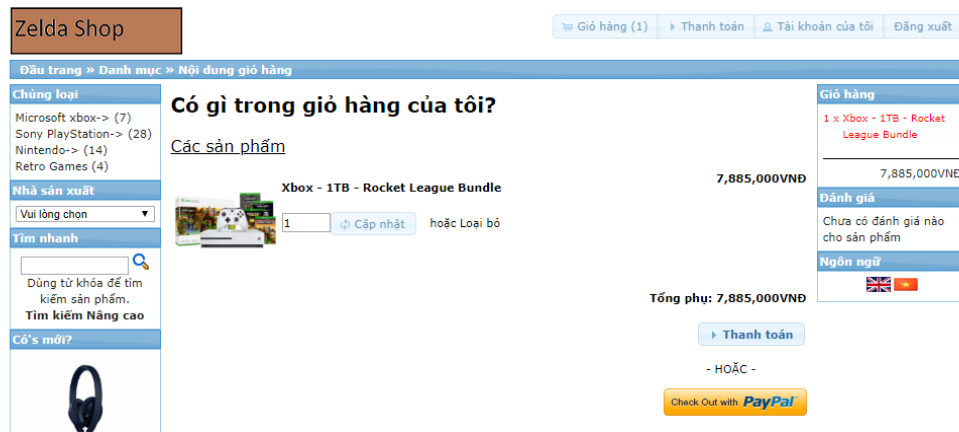 Zelda Shop
Giỏ hàng (1)
Thanh toán
Tài khoản của tôi
Đăng xuất
Đầu trang » Danh mục » Nội dung giỏ hàng
Chủng loại
Microsoft xbox-> (7)
Sony PlayStation-> (28)
Nintendo-> (14)
Retro Games (4)
Nhà sản xuất
Vui lòng chọn
Tìm nhanh
Dùng từ khóa để tìm
kiếm sản phẩm.
Tìm kiếm Nâng cao
Có's mới?
Có gì trong giỏ hàng của tôi?
Các sản phẩm
Xbox - 1TB - Rocket League Bundle
7,885,000VNĐ
1
Cập nhật
hoặc Loại bỏ
Tổng phụ: 7,885,000VNĐ
Thanh toán
- HOẶC -
Check Out with PayPal
Giỏ hàng
1 x Xbox - 1TB - Rocket
League Bundle
7,885,000VNĐ
Đánh giá
Chưa có đánh giá nào
cho sản phẩm
Ngôn ngữ